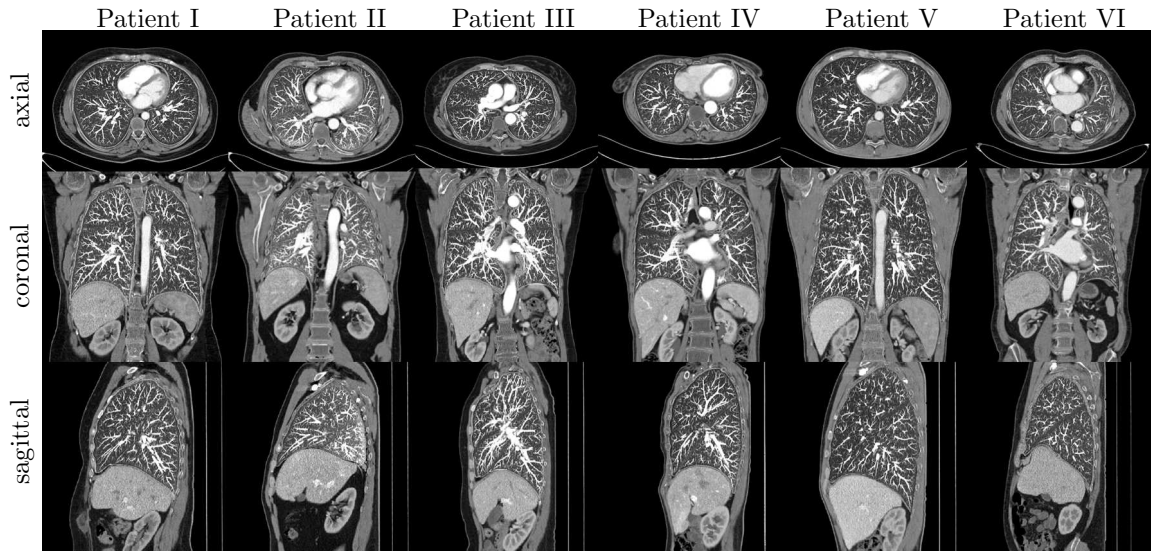 Patient I Patient II Patient III Patient IV Patient V Patient VI
axial
coronal
sagittal